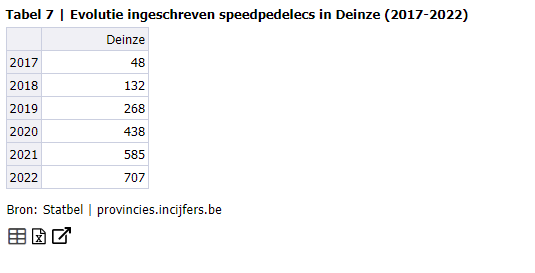 Tabel 7 | Evolutie ingeschreven speedpedelecs in Deinze (2017-2022)
Deinze
2017 48
2018 132
2019 268
2020 438
2021 585
2022 707
Bron: Statbel | provincies.incijfers.be